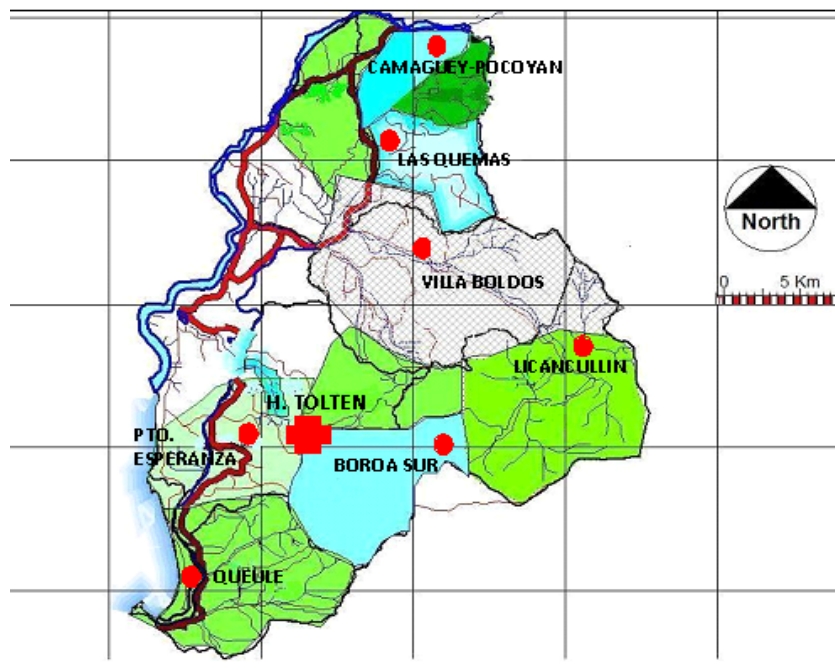 CAMAGUEY-POCOYAN
LAS QUEMAS
North
VILLA BOLDOS
0 5 Km
LICANCULLIN
H. TOLTEN
PTO.
ESPERANZA
BOROA SUR
QUEULE